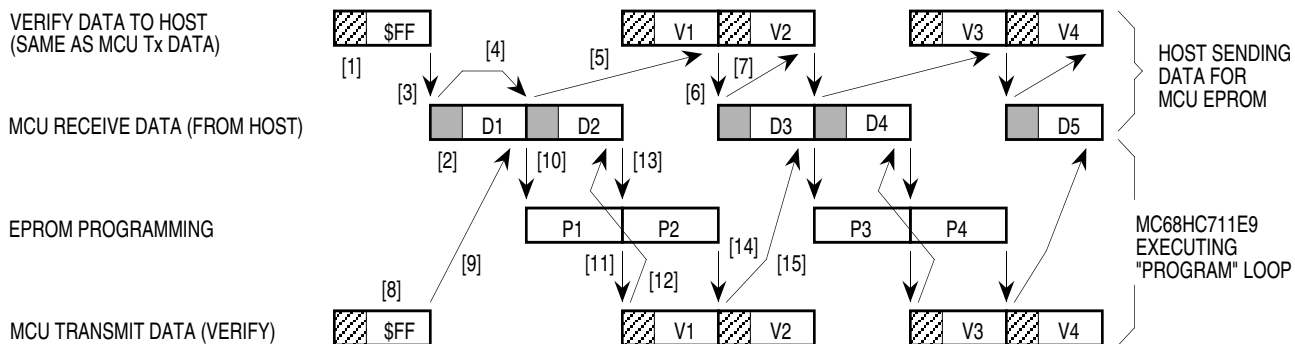 VERIFY DATA TO HOST
(SAME AS MCU Tx DATA)
$FF
V1
V2
V3
V4
[1]
[3]
[4]
[5]
[6]
[7]
HOST SENDING
DATA FOR
MCU EPROM
MCU RECEIVE DATA (FROM HOST)
D1
D2
D3
D4
D5
[2]
[10]
[13]
EPROM PROGRAMMING
P1
P2
P3
P4
MC68HC711E9
EXECUTING
"PROGRAM" LOOP
[8]
[9]
[11]
[12]
[14]
[15]
MCU TRANSMIT DATA (VERIFY)
$FF
V1
V2
V3
V4